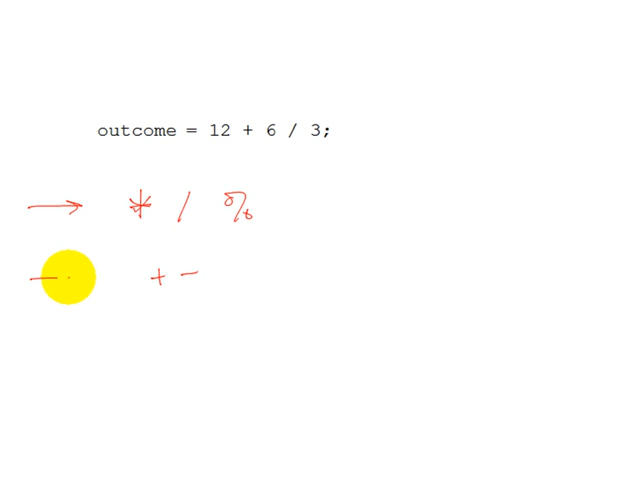 outcome = 12 + 6 / 3;
→ * / %
— + −